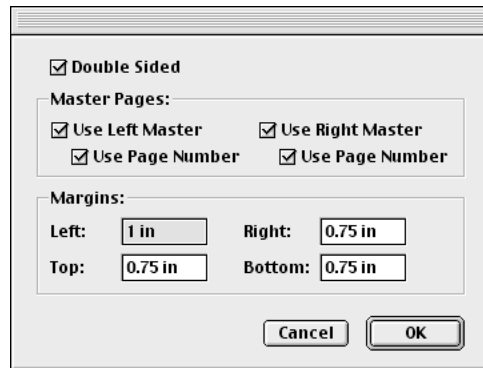 Double Sided
Master Pages:
Use Left Master Use Right Master
Use Page Number Use Page Number
Margins:
Left: 1 in Right: 0.75 in
Top: 0.75 in Bottom: 0.75 in
Cancel OK